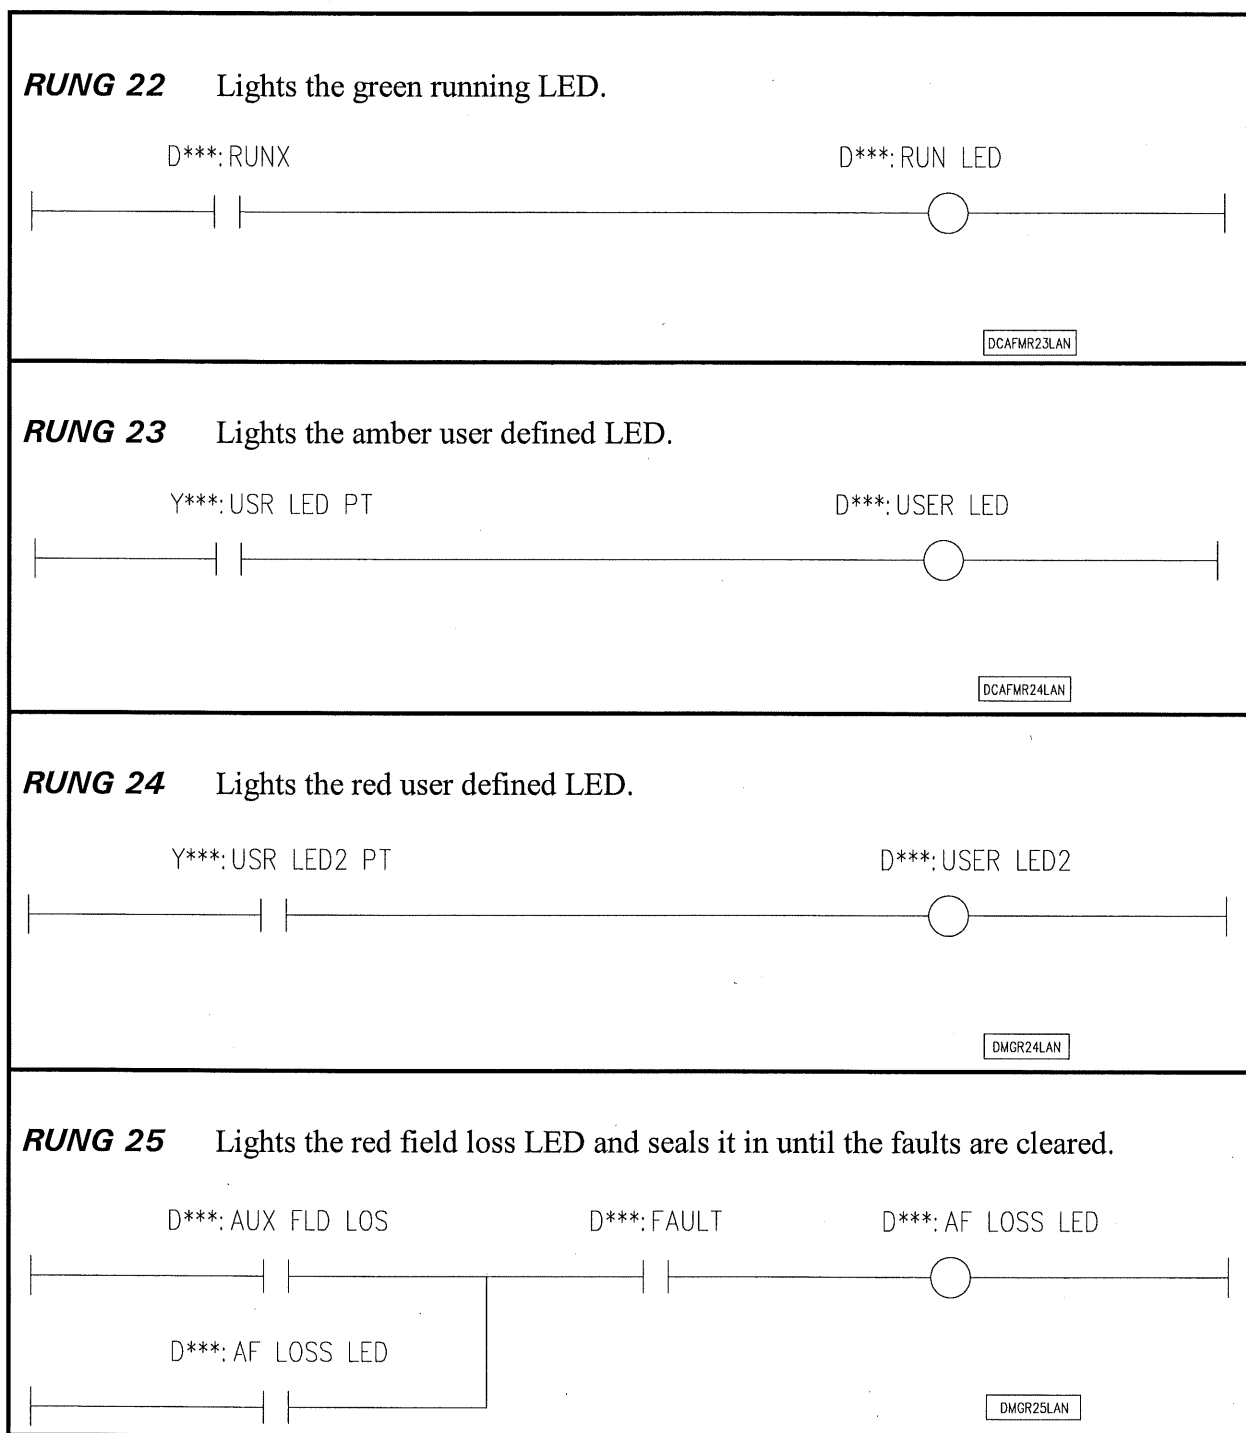 RUNG 22 Lights the green running LED.
D***:RUNX D***:RUN LED
DCAFMR23LAN
RUNG 23 Lights the amber user defined LED.
Y***:USR LED PT D***:USER LED
DCAFMR24LAN
RUNG 24 Lights the red user defined LED.
Y***:USR LED2 PT D***:USER LED2
DMGR24LAN
RUNG 25 Lights the red field loss LED and seals it in until the faults are cleared.
D***:AUX FLD LOS D***:FAULT D***:AF LOSS LED
D***:AF LOSS LED
DMGR25LAN